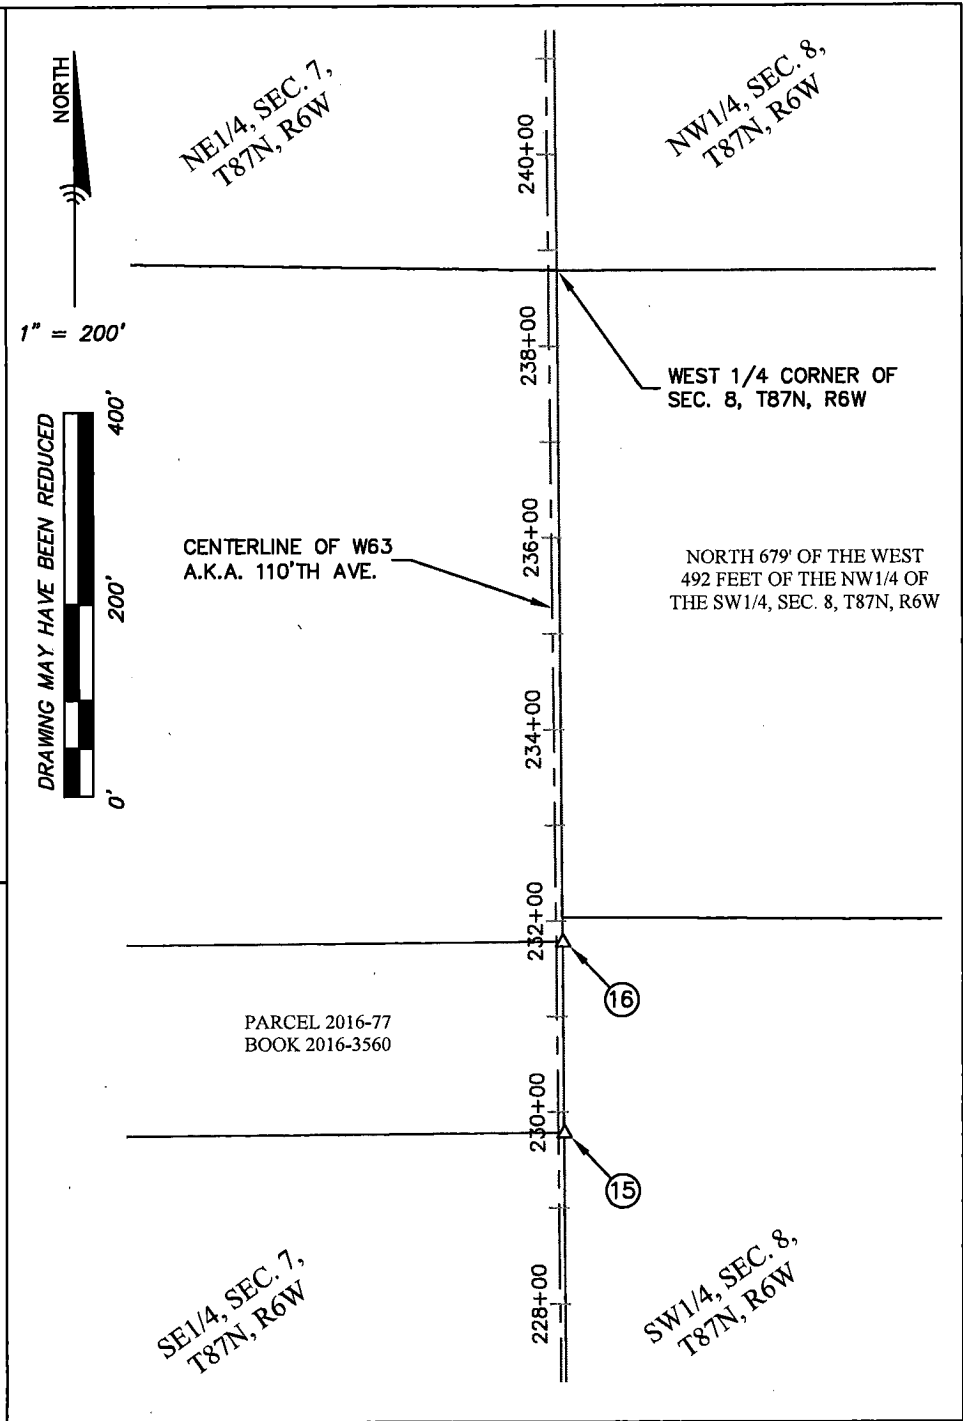 NORTH
NE1/4, SEC. 7,
T87N, R6W
NW1/4, SEC. 8,
T87N, R6W
240+00
1" = 200'
238+00
WEST 1/4 CORNER OF
SEC. 8, T87N, R6W
DRAWING MAY HAVE BEEN REDUCED
400'
200'
0'
CENTERLINE OF W63
A.K.A. 110'TH AVE.
236+00
NORTH 679' OF THE WEST
492 FEET OF THE NW1/4 OF
THE SW1/4, SEC. 8, T87N, R6W
234+00
232+00
16
PARCEL 2016-77
BOOK 2016-3560
230+00
15
228+00
SE1/4, SEC. 7,
T87N, R6W
SW1/4, SEC. 8,
T87N, R6W